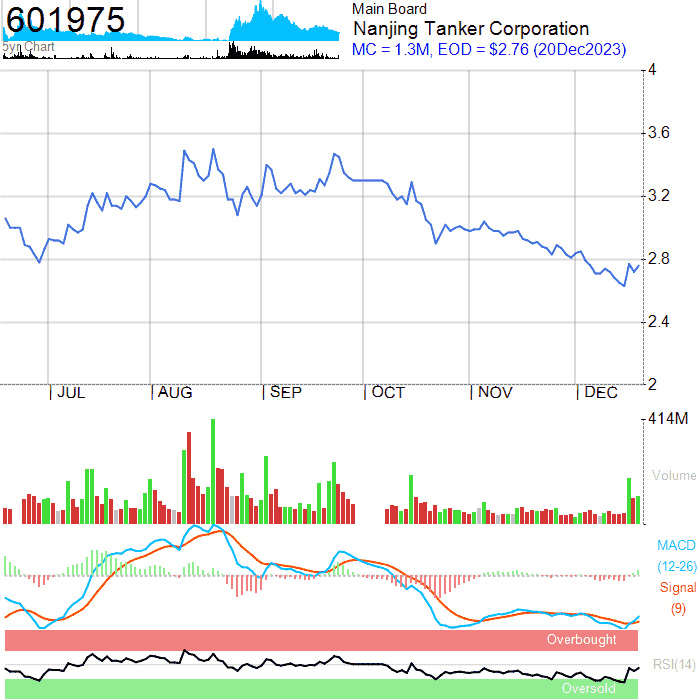 601975
5yr Chart
Main Board
Nanjing Tanker Corporation
MC = 1.3M, EOD = $2.76 (20Dec2023)
4
3.6
3.2
2.8
2.4
2
JUL AUG SEP OCT NOV DEC
414M
Volume
MACD
(12-26)
Signal
(9)
Overbought
RSI(14)
Oversold